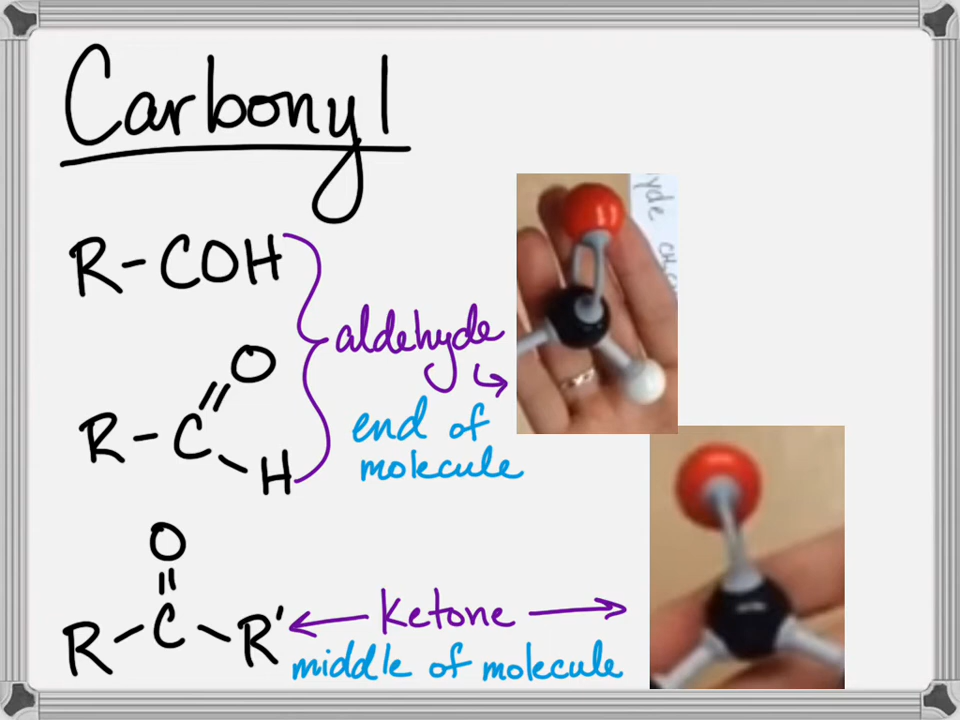 Carbonyl
R-COH
aldehyde
O
R-C
H
end of
molecule
O
R-C-R'
Ketone
middle of molecule